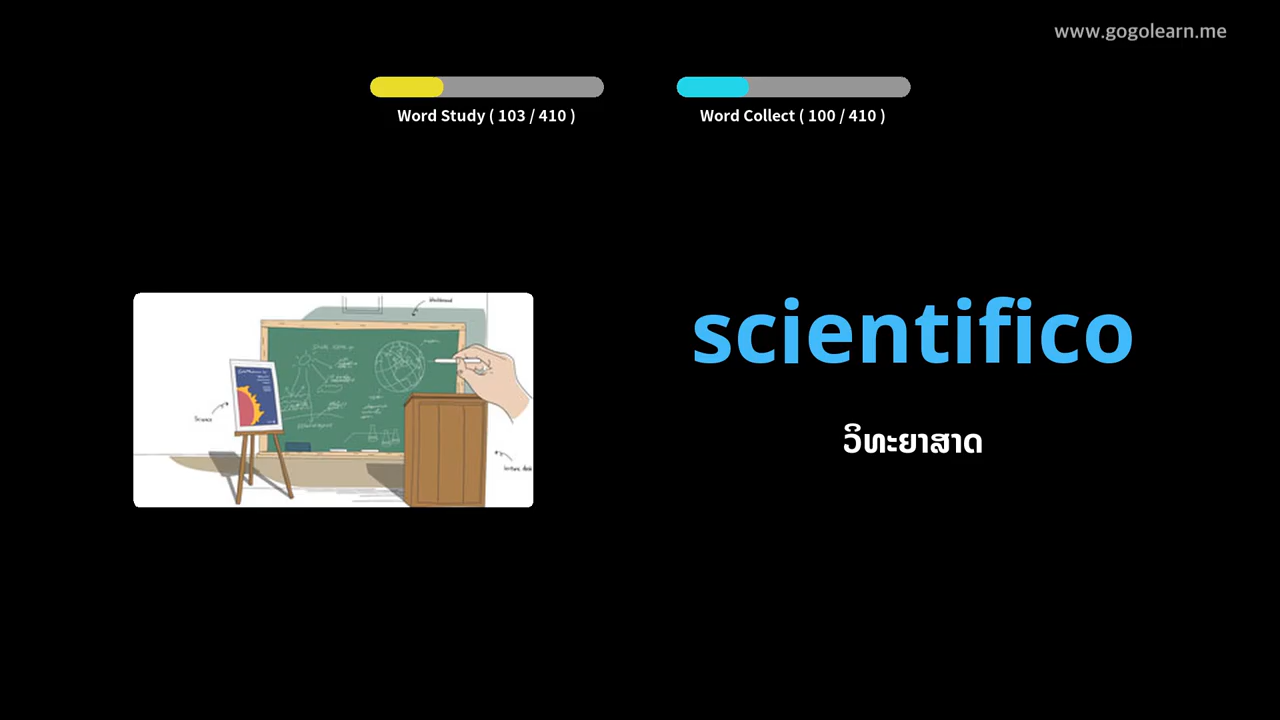 www.gogolearn.me
Word Study ( 103 / 410 )
Word Collect ( 100 / 410 )
scientifico
ວິທະຍາສາດ
Science